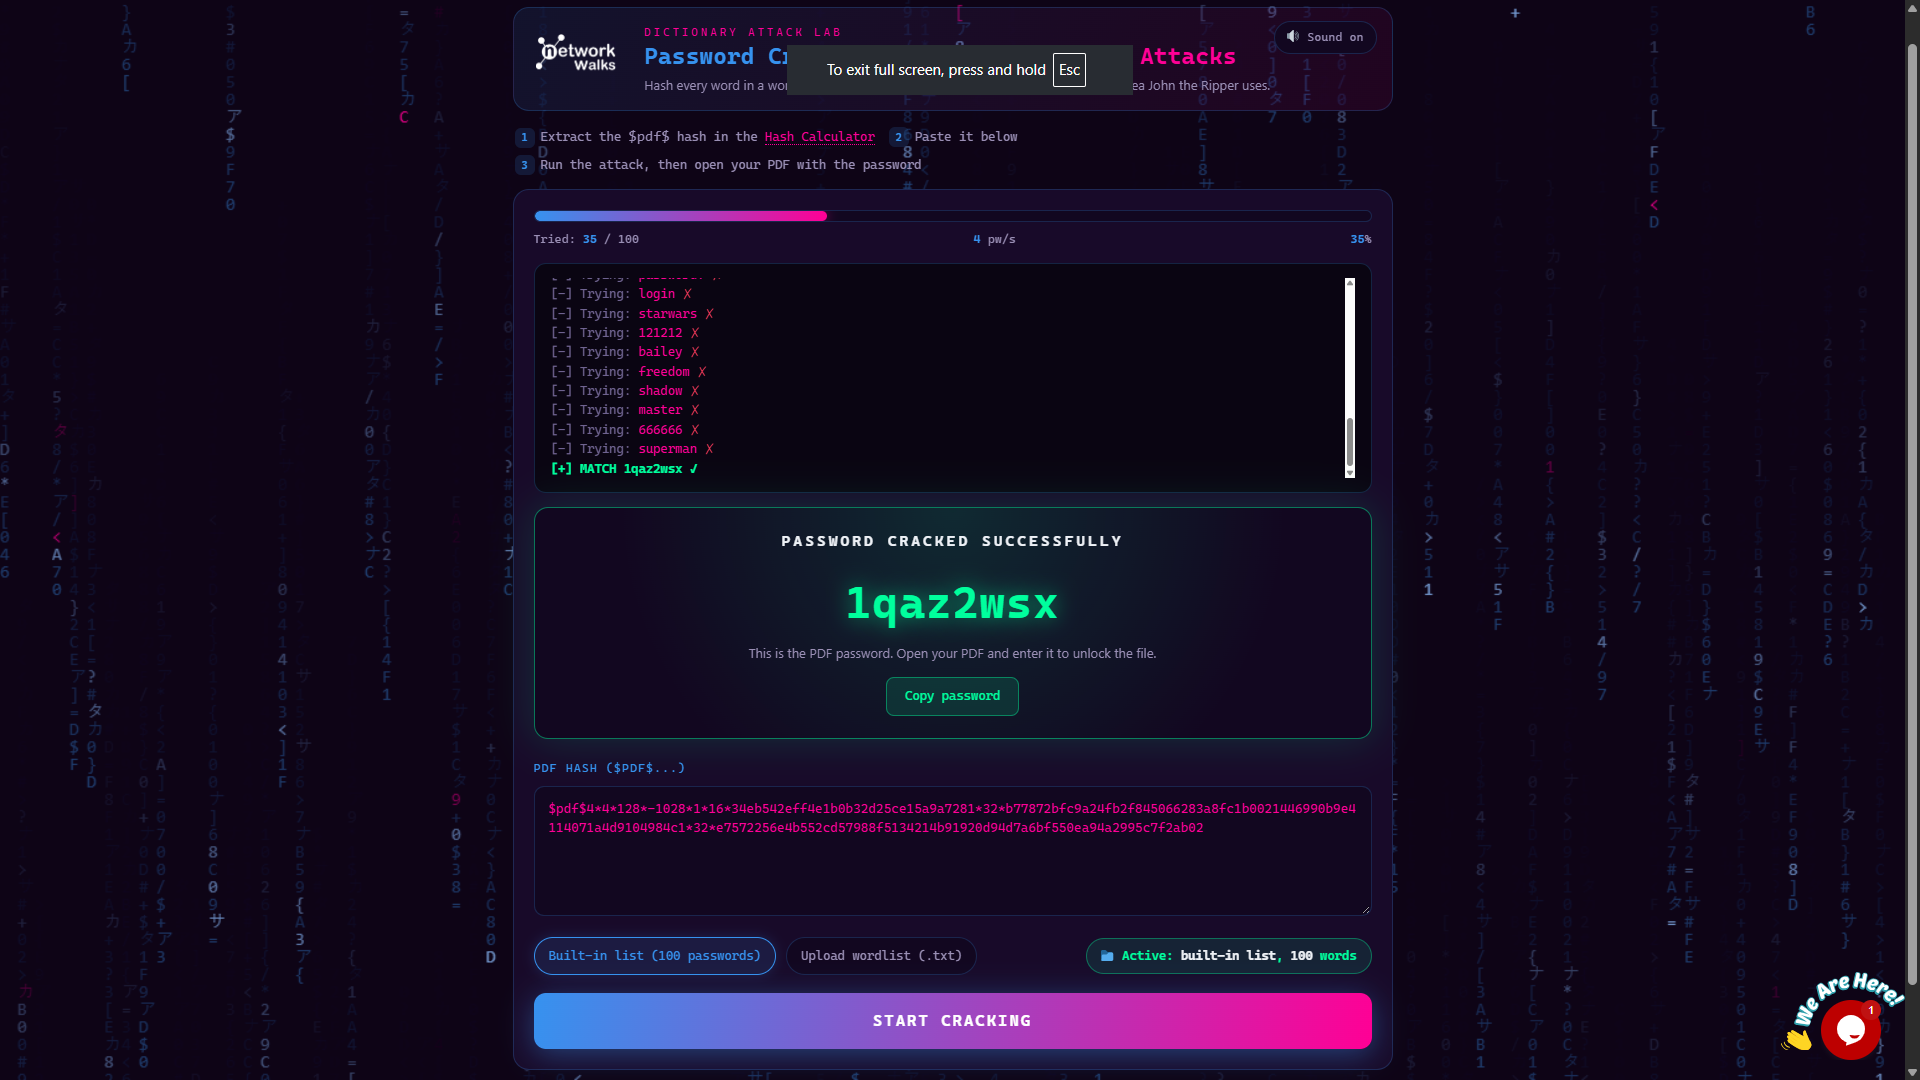 network
walks
DICTIONARY ATTACK LAB
Password Cr
Attacks
Hash every word in a wor
ea John the Ripper uses.
Sound on
To exit full screen, press and hold Esc
1 Extract the $pdf$ hash in the Hash Calculator 2 Paste it below
3 Run the attack, then open your PDF with the password
Tried: 35 / 100
4 pw/s
35%
[-] Trying: login ✗
[-] Trying: starwars ✗
[-] Trying: 121212 ✗
[-] Trying: bailey ✗
[-] Trying: freedom ✗
[-] Trying: shadow ✗
[-] Trying: master ✗
[-] Trying: 666666 ✗
[-] Trying: superman ✗
[+] MATCH 1qaz2wsx ✓
PASSWORD CRACKED SUCCESSFULLY
1qaz2wsx
This is the PDF password. Open your PDF and enter it to unlock the file.
Copy password
PDF HASH ($PDF$...)
$pdf$4*4*128*-1028*1*16*34eb542eff4e1b0b32d25ce15a9a7281*32*b77872bfc9a24fb2f845066283a8fc1b0021446990b9e4
114071a4d9104984c1*32*e7572256e4b552cd57988f5134214b91920d94d7a6bf550ea94a2995c7f2ab02
Built-in list (100 passwords)
Upload wordlist (.txt)
Active: built-in list, 100 words
START CRACKING
We Are Here!
1